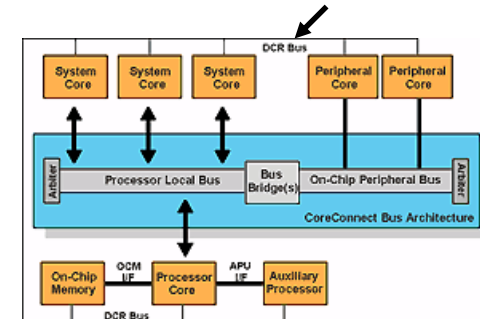 DCR Bus
System
Core
System
Core
System
Core
Peripheral
Core
Peripheral
Core
Arbiter
Processor Local Bus
Bus
Bridge(s)
On-Chip Peripheral Bus
Arbiter
CoreConnect Bus Architecture
On-Chip
Memory
OCM
I/F
Processor
Core
APU
I/F
Auxiliary
Processor
DCR Bus